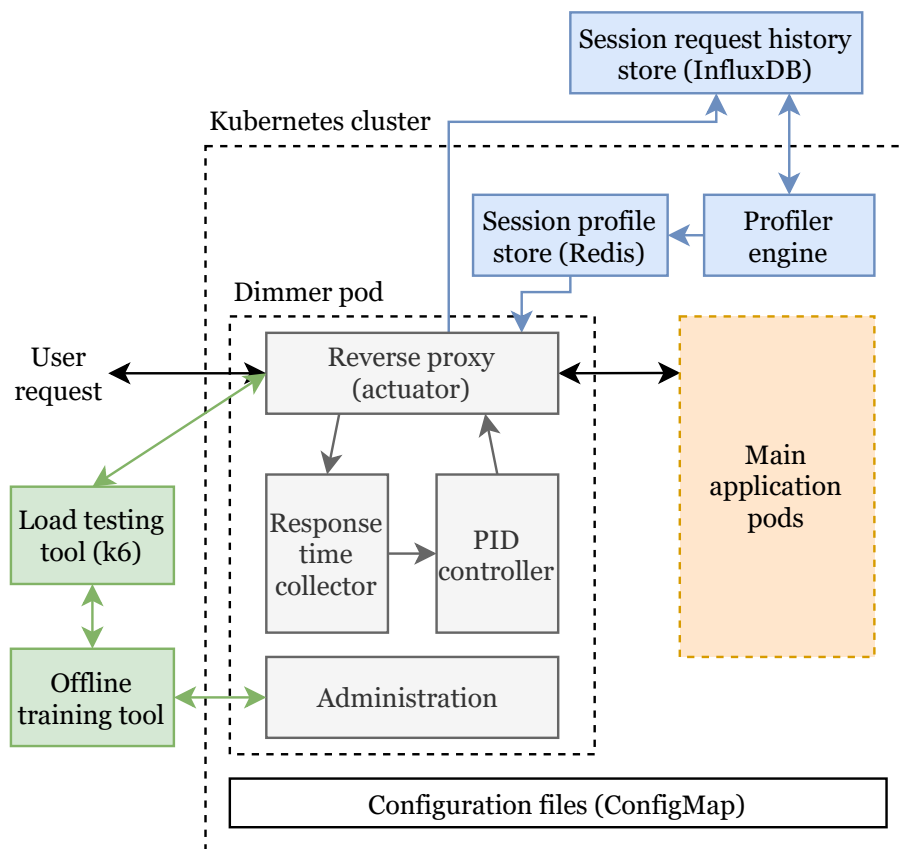 Session request history
store (InfluxDB)
Kubernetes cluster
Session profile
store (Redis)
Profiler
engine
Dimmer pod
User
request
Reverse proxy
(actuator)
Main
application
pods
Load testing
tool (k6)
Response
time
collector
PID
controller
Offline
training tool
Administration
Configuration files (ConfigMap)